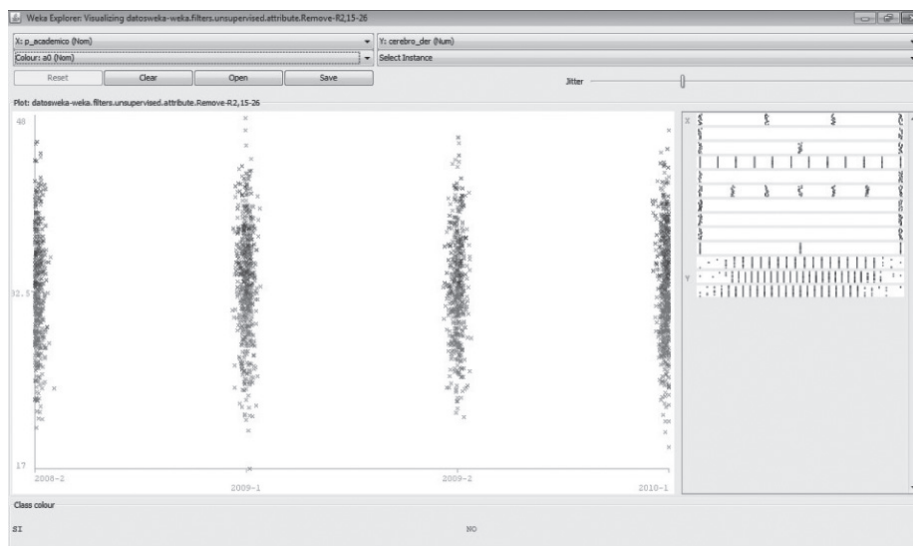 Weka Explorer: Visualizing datosweka-weka.filters.unsupervised.attribute.Remove-R2,15-26
X: p_academico (Nom)
Y: cerebro_der (Num)
Colour: a0 (Nom)
Select Instance
Reset
Clear
Open
Save
Jitter
Plot: datosweka-weka.filters.unsupervised.attribute.Remove-R2,15-26
48
32.5
17
2008-2
2009-1
2009-2
2010-1
X
Y
Class colour
SI
NO